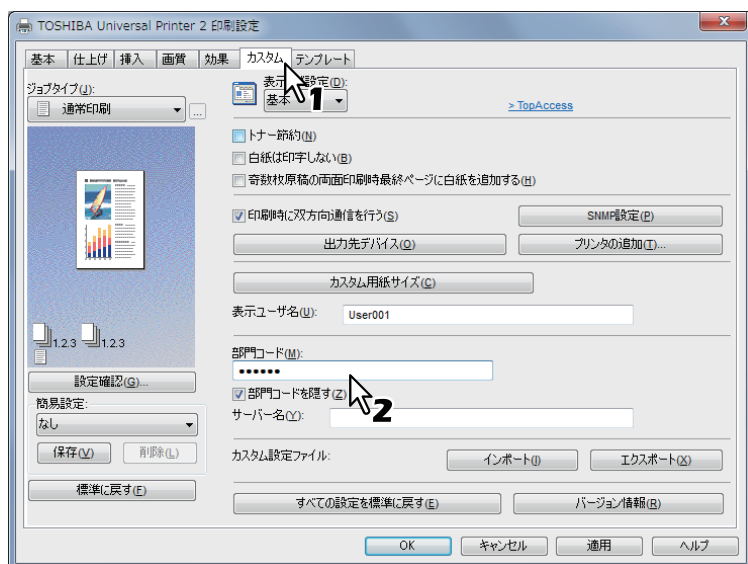 TOSHIBA Universal Printer 2 印刷設定
基本 仕上げ 挿入 画質 効果 カスタム テンプレート
ジョブタイプ(J):
通常印刷
...
基本
> TopAccess
トナー節約(N)
白紙は印字しない(B)
奇数枚原稿の両面印刷時最終ページに白紙を追加する(H)
印刷時に双方向通信を行う(S)
SNMP設定(P)
出力先デバイス(O)
プリンタの追加(T)...
カスタム用紙サイズ(C)
表示ユーザ名(U):
User001
1.2.3 1.2.3
設定確認(G)...
簡易設定:
なし
保存(V) 削除(L)
標準に戻す(F)
部門コード(M):
••••••
部門コードを隠す(Z)
サーバー名(Y):
カスタム設定ファイル:
インポート(I)
エクスポート(X)
すべての設定を標準に戻す(E)
バージョン情報(R)
OK キャンセル 適用 ヘルプ
1
2